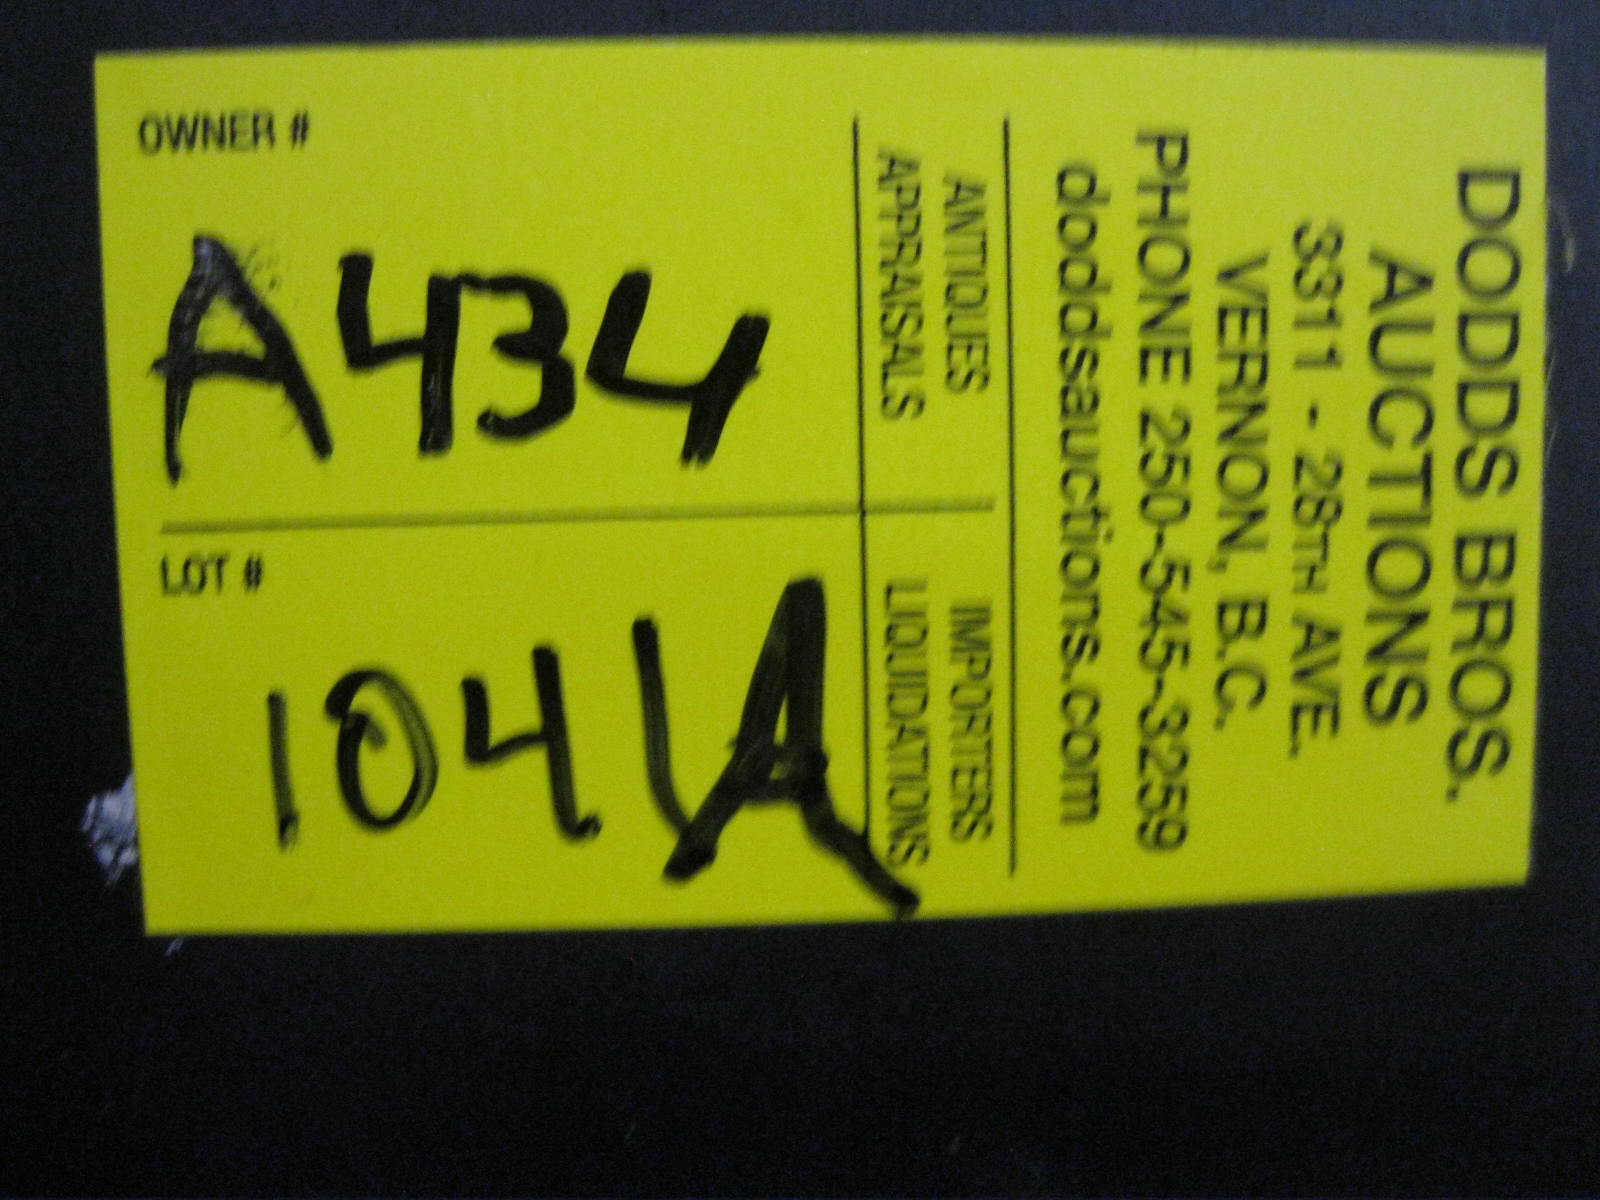 DODDS BROS.
AUCTIONS
3311 - 28TH AVE.
VERNON, B.C.
PHONE 250-545-3259
doddsauctions.com
ANTIQUES
APPRAISALS
IMPORTERS
LIQUIDATIONS
OWNER #
A434
LOT #
1041A